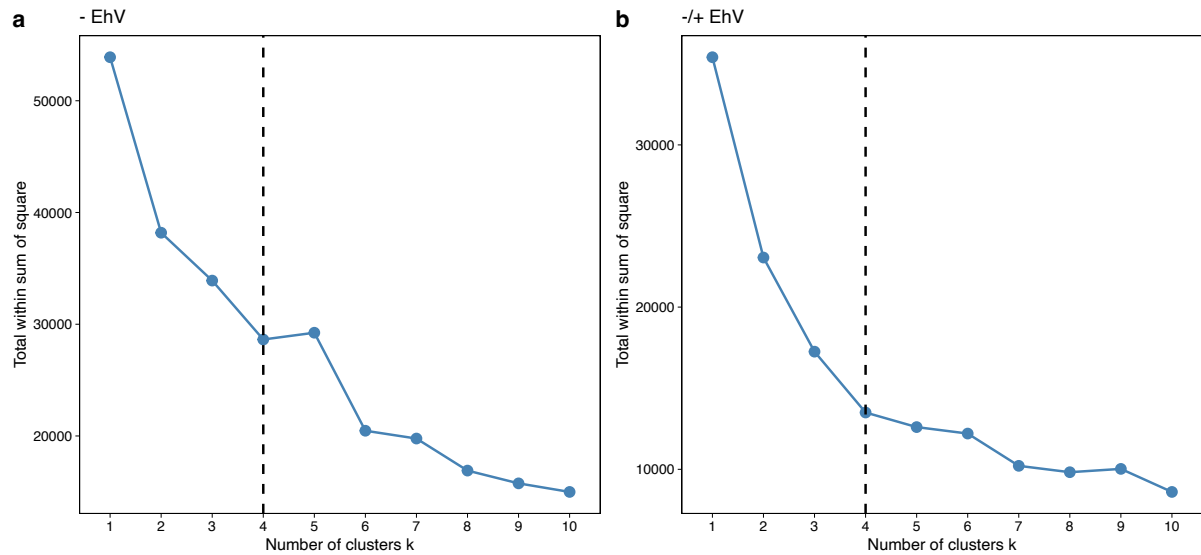 a
- EhV
50000
40000
30000
20000
Total within sum of square
1 2 3 4 5 6 7 8 9 10
Number of clusters k
b
-/+ EhV
30000
20000
10000
Total within sum of square
1 2 3 4 5 6 7 8 9 10
Number of clusters k